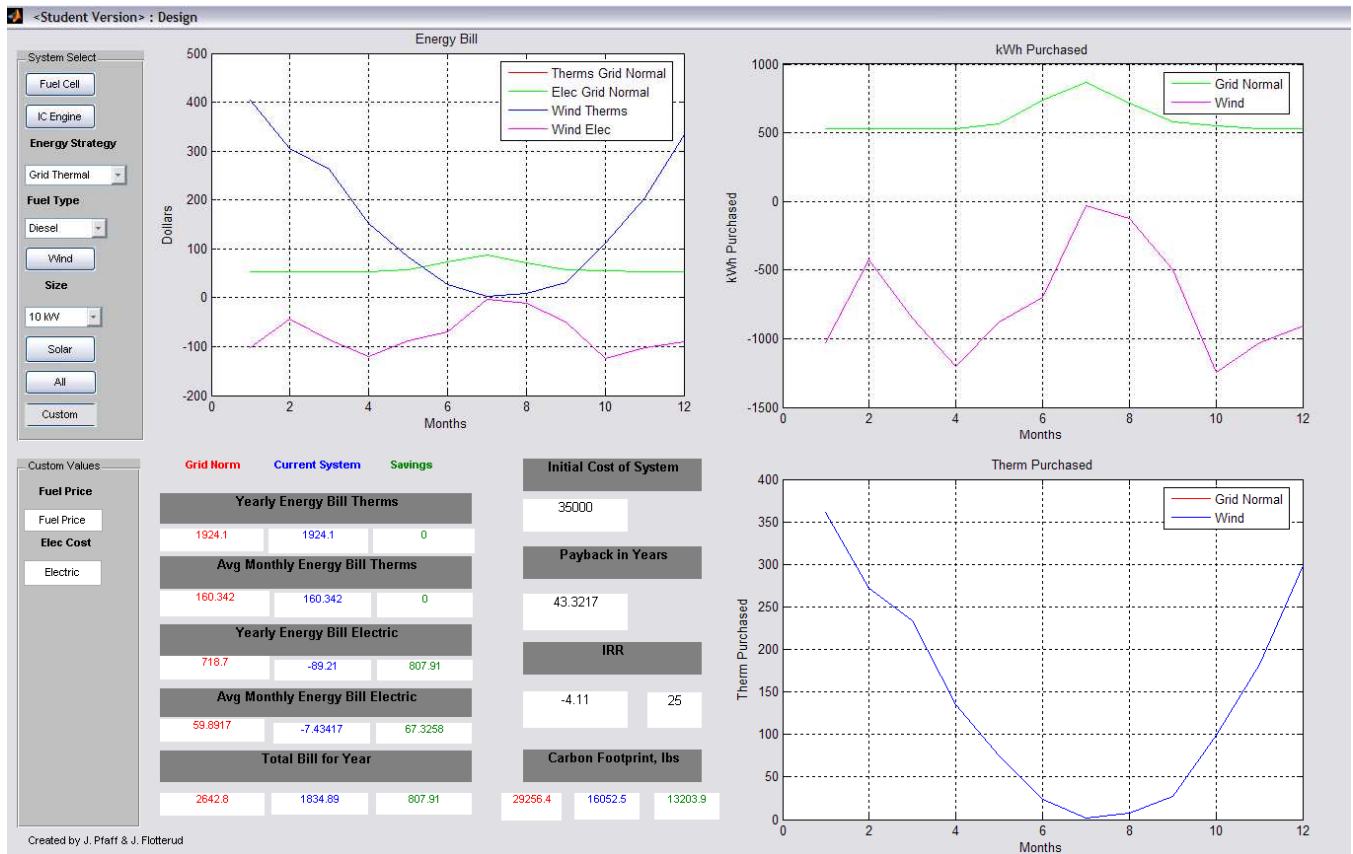 <Student Version> : Design
System Select
Fuel Cell
IC Engine
Energy Strategy
Grid Thermal
Fuel Type
Diesel
Wind
Size
10 kW
Solar
All
Custom
Energy Bill
500
400
300
200
100
0
-100
-200
Dollars
0 2 4 6 8 10 12
Months
Therms Grid Normal
Elec Grid Normal
Wind Therms
Wind Elec
kWh Purchased
1000
500
0
-500
-1000
-1500
kWh Purchased
0 2 4 6 8 10 12
Months
Grid Normal
Wind
Custom Values
Fuel Price
Fuel Price
Elec Cost
Electric
Grid Norm Current System Savings
Yearly Energy Bill Therms
1924.1 1924.1 0
Avg Monthly Energy Bill Therms
160.342 160.342 0
Yearly Energy Bill Electric
718.7 -89.21 807.91
Avg Monthly Energy Bill Electric
59.8917 -7.43417 67.3258
Total Bill for Year
2642.8 1834.89 807.91
Initial Cost of System
35000
Payback in Years
43.3217
IRR
-4.11 25
Carbon Footprint, lbs
29256.4 16052.5 13203.9
Therm Purchased
400
350
300
250
200
150
100
50
0
Therm Purchased
0 2 4 6 8 10 12
Months
Grid Normal
Wind
Created by J. Pfaff & J. Flotterud